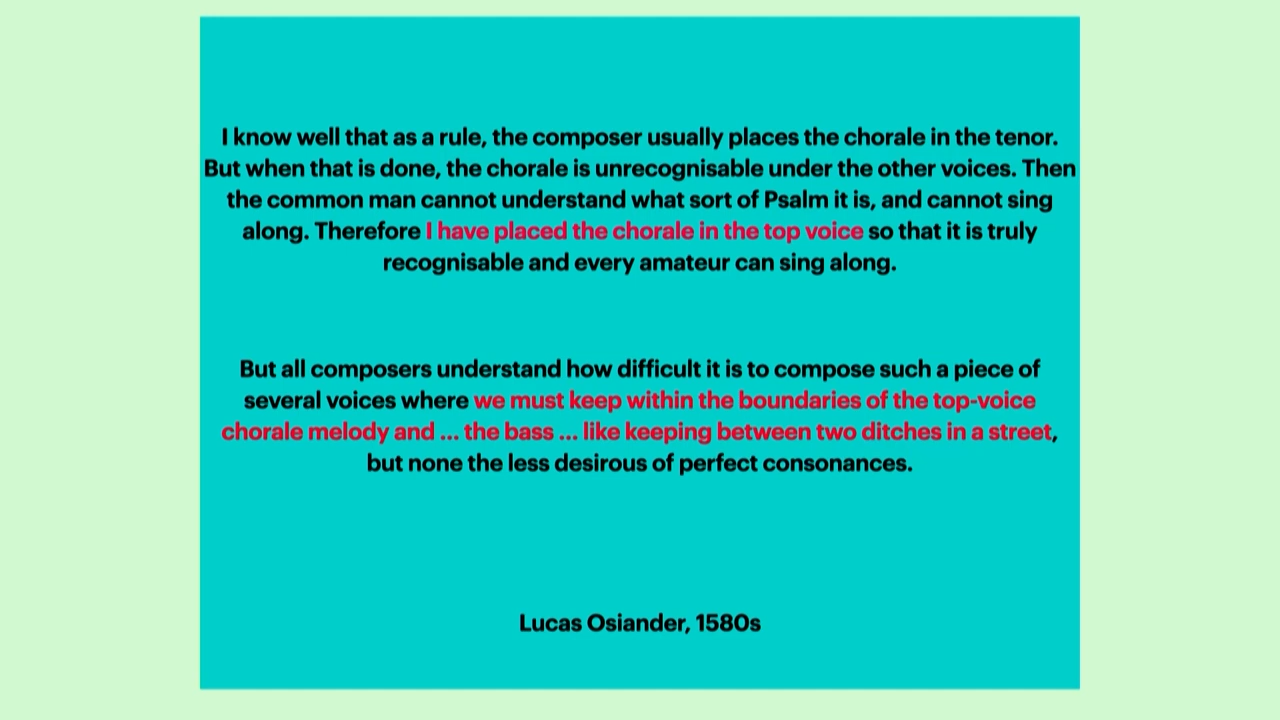 I know well that as a rule, the composer usually places the chorale in the tenor.
But when that is done, the chorale is unrecognisable under the other voices. Then
the common man cannot understand what sort of Psalm it is, and cannot sing
along. Therefore I have placed the chorale in the top voice so that it is truly
recognisable and every amateur can sing along.
But all composers understand how difficult it is to compose such a piece of
several voices where we must keep within the boundaries of the top-voice
chorale melody and ... the bass ... like keeping between two ditches in a street,
but none the less desirous of perfect consonances.
Lucas Osiander, 1580s